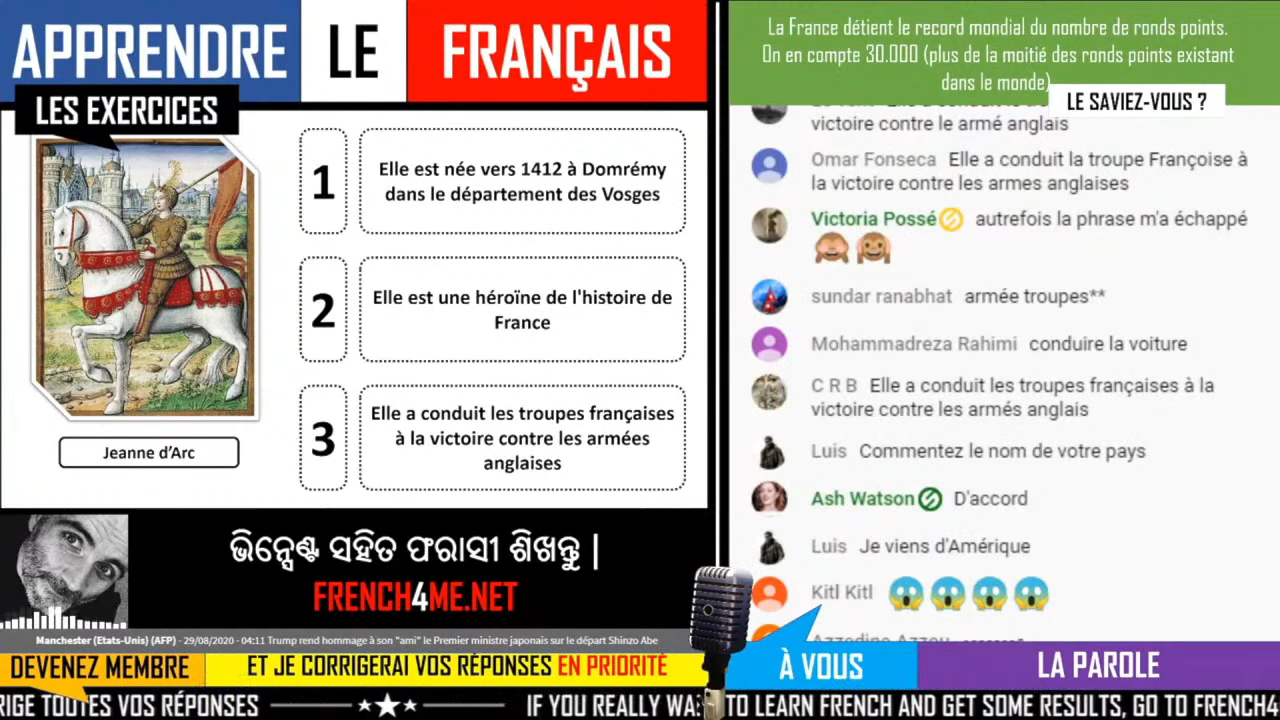 APPRENDRE LE FRANÇAIS
LES EXERCICES
1
Elle est née vers 1412 à Domrémy
dans le département des Vosges
2
Elle est une héroïne de l'histoire de
France
3
Elle a conduit les troupes françaises
à la victoire contre les armées
anglaises
Jeanne d’Arc
ଭିନ୍ସେଣ୍ଟ ସହିତ ଫରାସୀ ଶିଖନ୍ତୁ |
FRENCH4ME.NET
Manchester (Etats-Unis) (AFP) - 29/08/2020 - 04:11 Trump rend hommage à son "ami" le Premier ministre japonais sur le départ Shinzo Abe
DEVENEZ MEMBRE
ET JE CORRIGERAI VOS RÉPONSES EN PRIORITÉ
La France détient le record mondial du nombre de ronds points.
On en compte 30.000 (plus de la moitié des ronds points existant
dans le monde)
LE SAVIEZ-VOUS ?
victoire contre le armé anglais
Omar Fonseca Elle a conduit la troupe Françoise à
la victoire contre les armes anglaises
Victoria Possé autrefois la phrase m'a échappé
sundar ranabhat armée troupes**
Mohammadreza Rahimi conduire la voiture
C R B Elle a conduit les troupes françaises à la
victoire contre les armés anglais
Luis Commentez le nom de votre pays
Ash Watson D'accord
Luis Je viens d'Amérique
Kitl Kitl
À VOUS
LA PAROLE
RIGE TOUTES VOS RÉPONSES
IF YOU REALLY WA TO LEARN FRENCH AND GET SOME RESULTS, GO TO FRENCH4